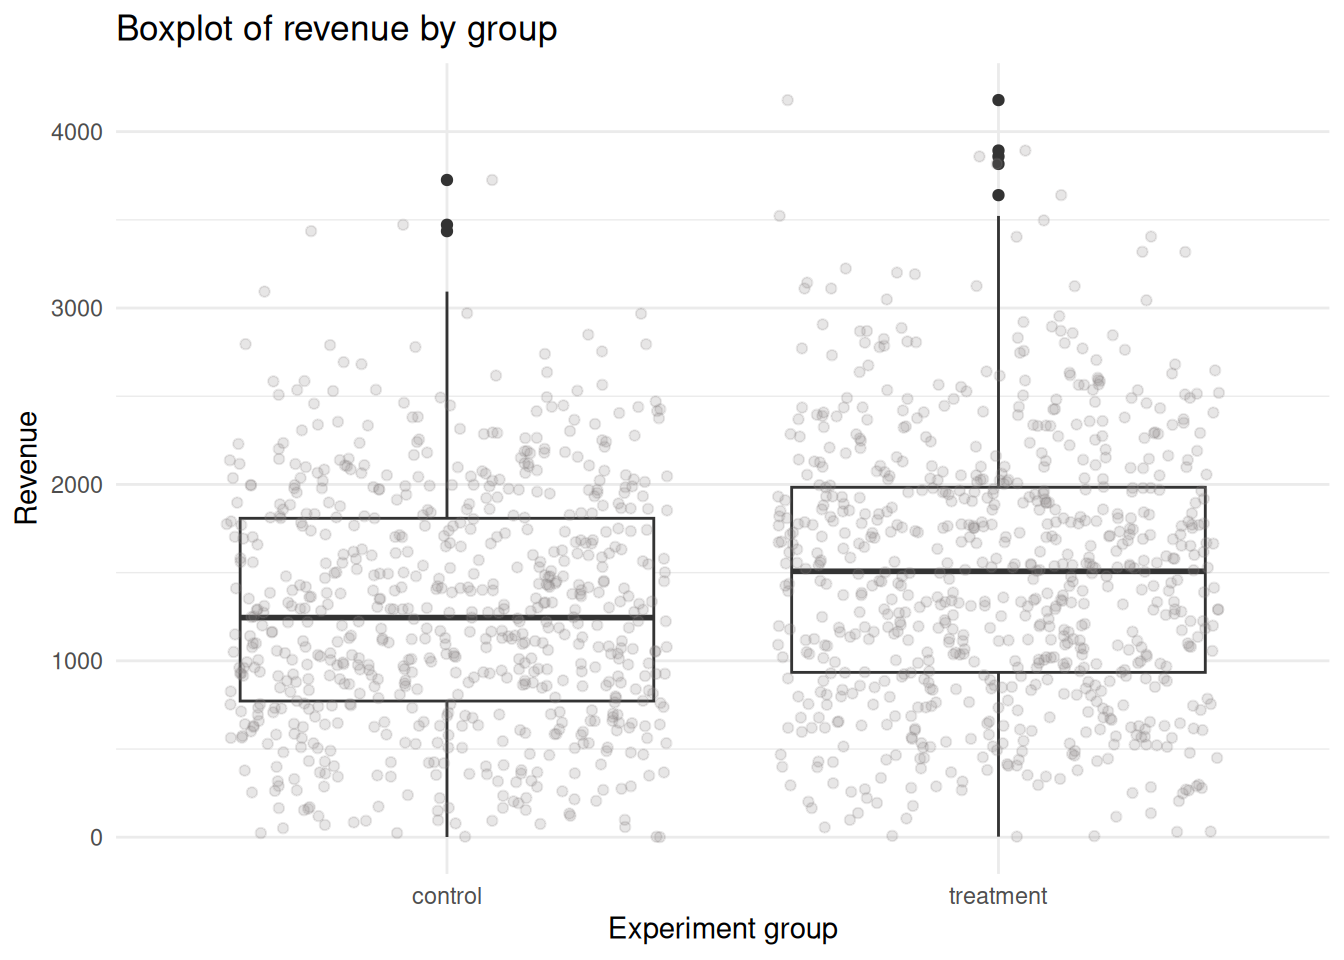 Boxplot of revenue by group
4000
3000
2000
1000
0
Revenue
control
treatment
Experiment group